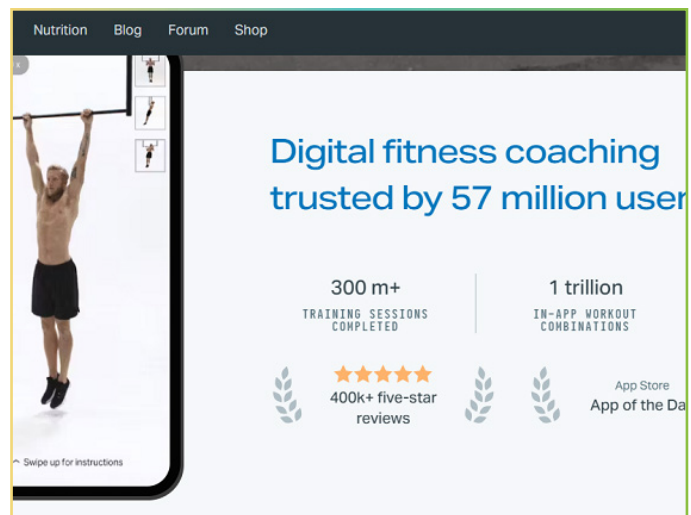 Nutrition Blog Forum Shop
x
Digital fitness coaching
trusted by 57 million user
300 m+
TRAINING SESSIONS
COMPLETED
1 trillion
IN-APP WORKOUT
COMBINATIONS
400k+ five-star
reviews
App Store
App of the Da
Swipe up for instructions